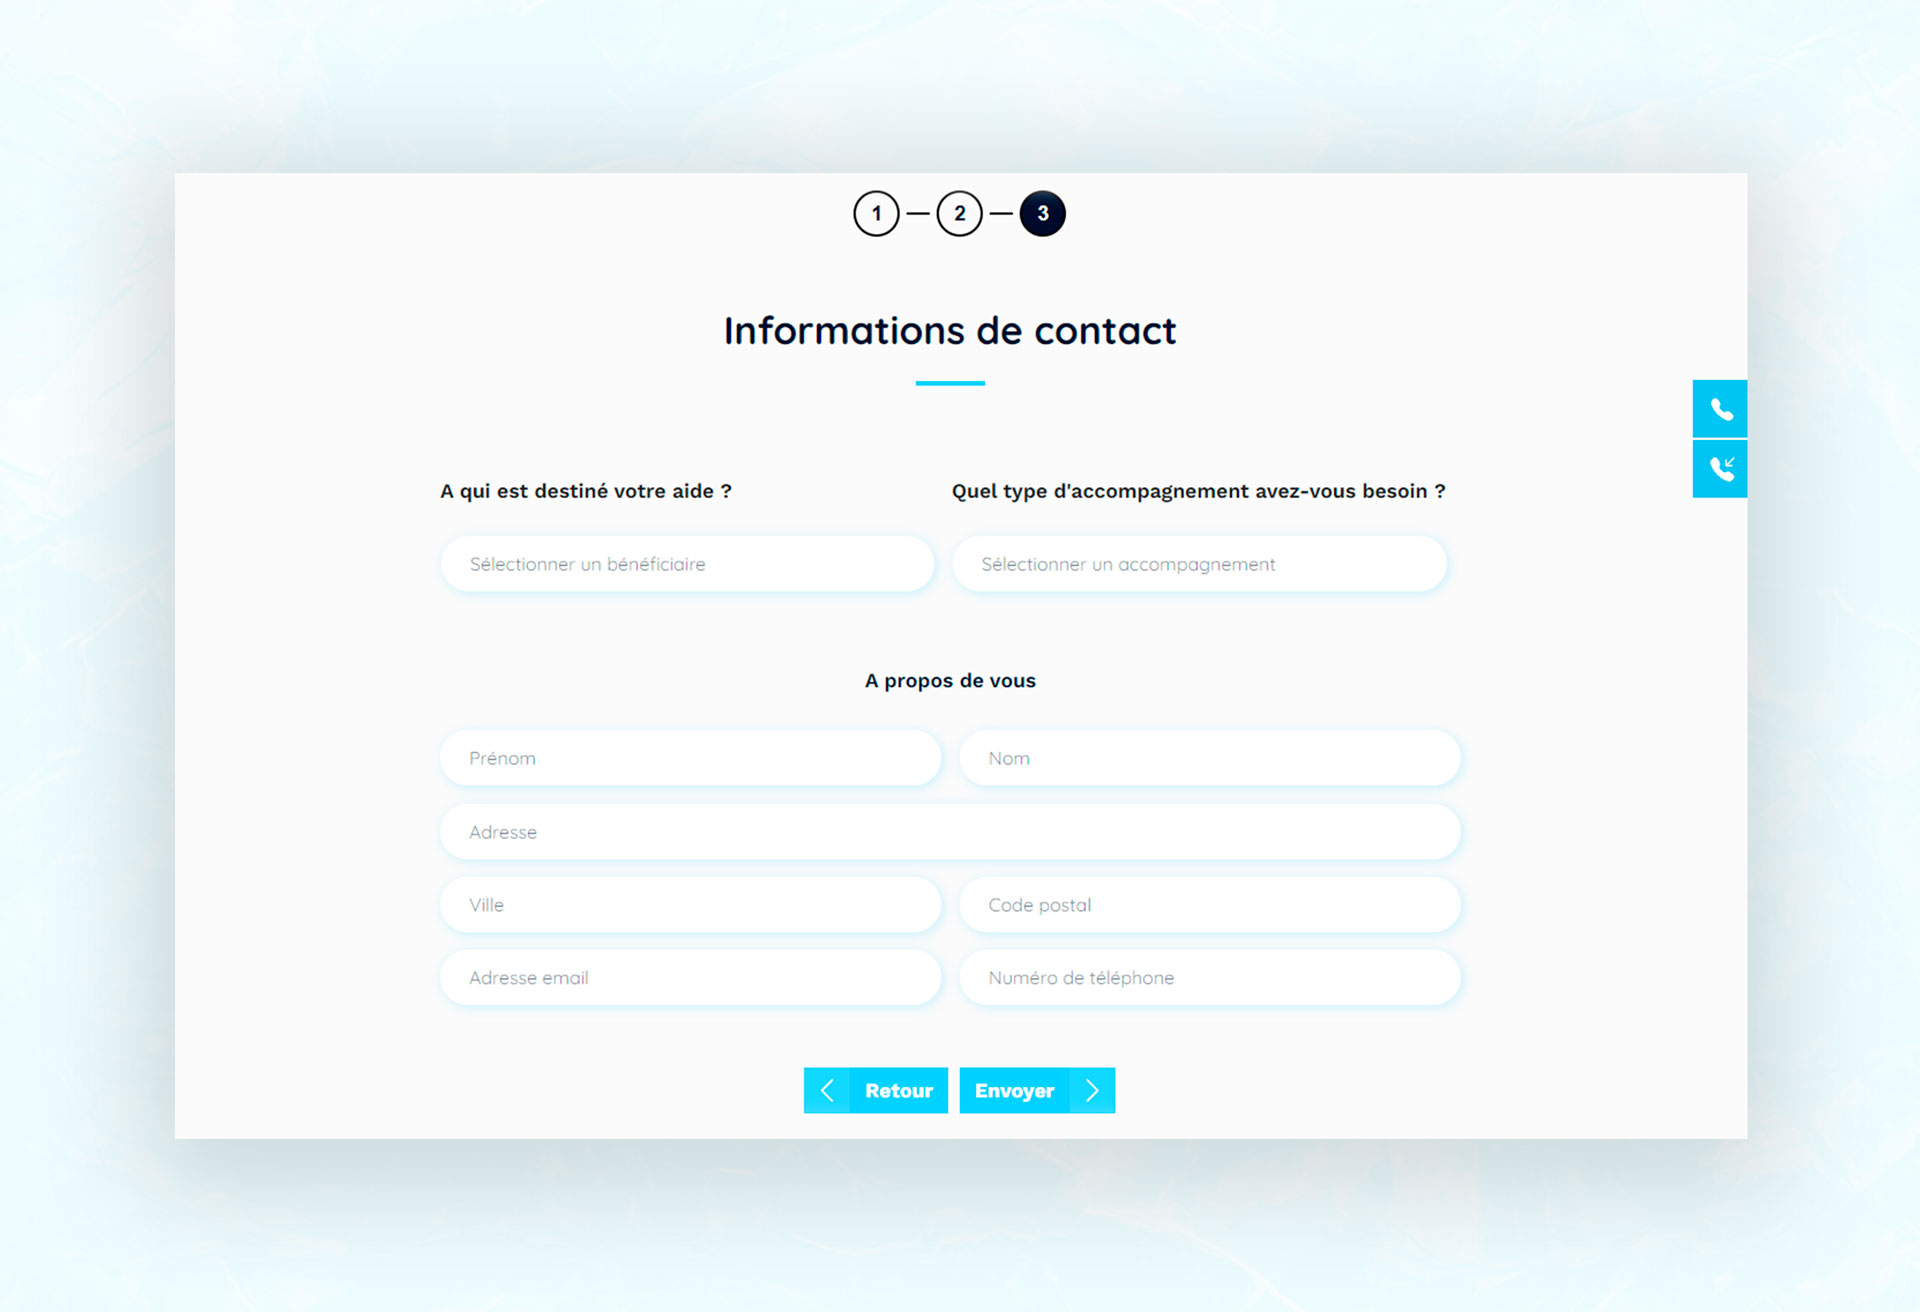 1 2 3
Informations de contact
A qui est destiné votre aide ?
Quel type d'accompagnement avez-vous besoin ?
Sélectionner un bénéficiaire
Sélectionner un accompagnement
A propos de vous
Prénom
Nom
Adresse
Ville
Code postal
Adresse email
Numéro de téléphone
Retour
Envoyer